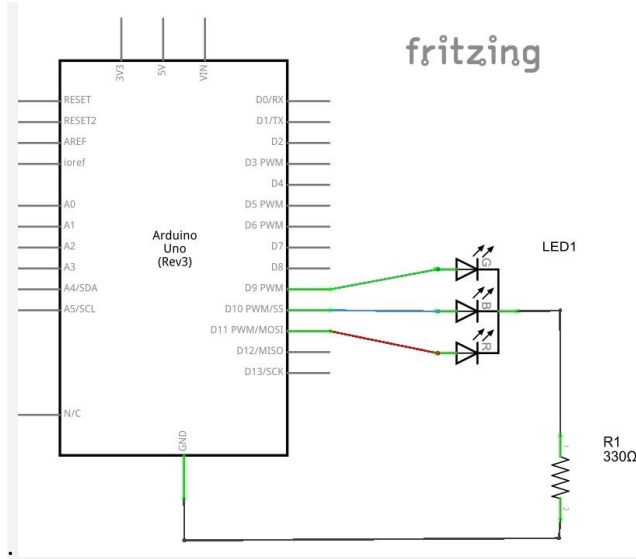 fritzing
3V3
5V
VIN
RESET
RESET2
AREF
ioref
A0
A1
A2
A3
A4/SDA
A5/SCL
N/C
Arduino
Uno
(Rev3)
D0/RX
D1/TX
D2
D3 PWM
D4
D5 PWM
D6 PWM
D7
D8
D9 PWM
D10 PWM/SS
D11 PWM/MOSI
D12/MISO
D13/SCK
GND
G
B
R
LED1
1
R1
330Ω
2